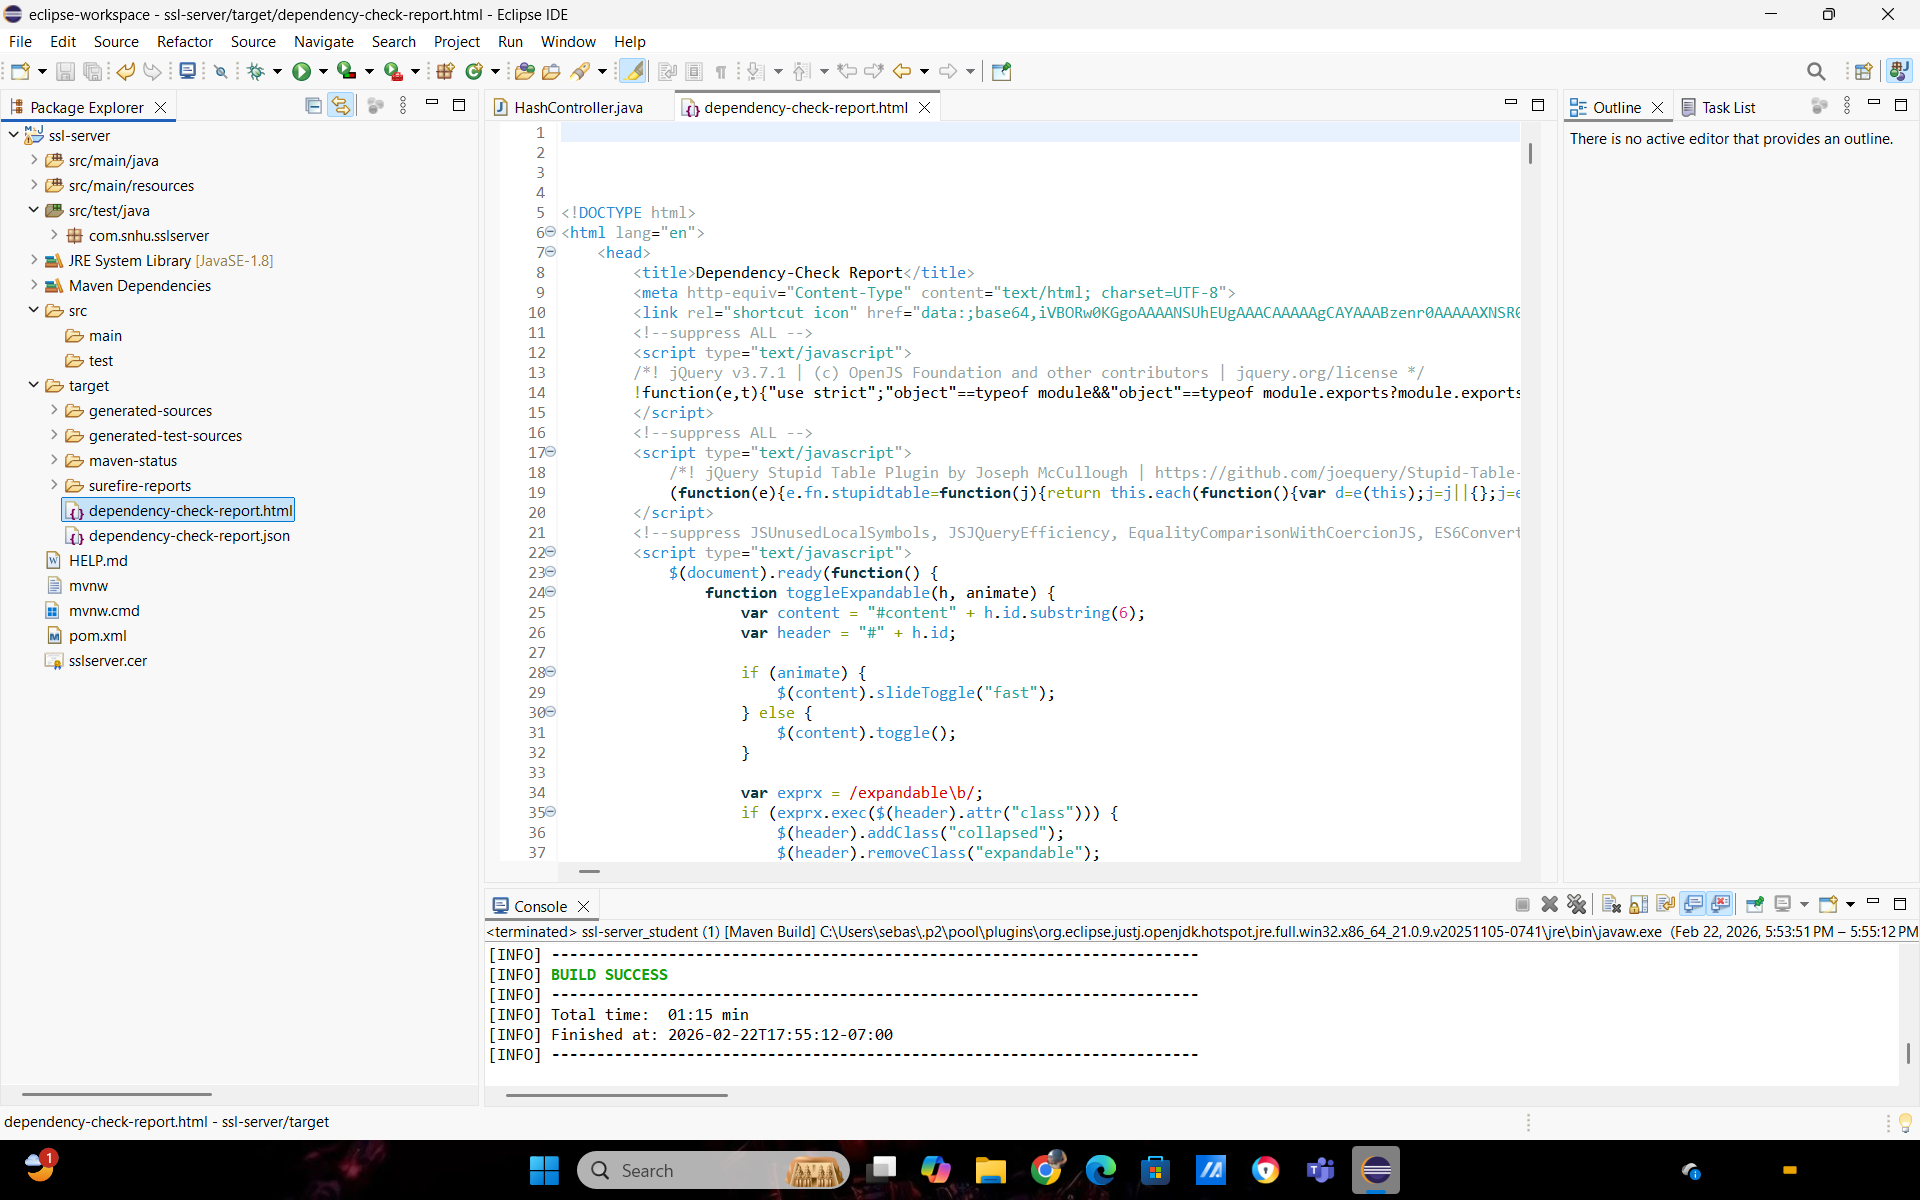 eclipse-workspace - ssl-server/target/dependency-check-report.html - Eclipse IDE
File Edit Source Refactor Source Navigate Search Project Run Window Help
Package Explorer
ssl-server
src/main/java
src/main/resources
src/test/java
com.snhu.sslserver
JRE System Library [JavaSE-1.8]
Maven Dependencies
src
main
test
target
generated-sources
generated-test-sources
maven-status
surefire-reports
dependency-check-report.html
dependency-check-report.json
HELP.md
mvnw
mvnw.cmd
pom.xml
sslserver.cer
HashController.java
dependency-check-report.html
1
2
3
4
5 <!DOCTYPE html>
6 <html lang="en">
7 <head>
8 <title>Dependency-Check Report</title>
9 <meta http-equiv="Content-Type" content="text/html; charset=UTF-8">
10 <link rel="shortcut icon" href="data:;base64,iVBORw0KGgoAAAANSUhEUgAAACAAAAAgCAYAAABzenr0AAAAAXNSR0
11 <!--suppress ALL -->
12 <script type="text/javascript">
13 /*! jQuery v3.7.1 | (c) OpenJS Foundation and other contributors | jquery.org/license */
14 !function(e,t){"use strict";"object"==typeof module&&"object"==typeof module.exports?module.exports
15 </script>
16 <!--suppress ALL -->
17 <script type="text/javascript">
18 /*! jQuery Stupid Table Plugin by Joseph McCullough | https://github.com/joequery/Stupid-Table-
19 (function(e){e.fn.stupidtable=function(j){return this.each(function(){var d=e(this);j=j||{};j=e
20 </script>
21 <!--suppress JSUnusedLocalSymbols, JSJQueryEfficiency, EqualityComparisonWithCoercionJS, ES6Convert
22 <script type="text/javascript">
23 $(document).ready(function() {
24 function toggleExpandable(h, animate) {
25 var content = "#content" + h.id.substring(6);
26 var header = "#" + h.id;
27
28 if (animate) {
29 $(content).slideToggle("fast");
30 } else {
31 $(content).toggle();
32 }
33
34 var exprx = /expandable\b/;
35 if (exprx.exec($(header).attr("class"))) {
36 $(header).addClass("collapsed");
37 $(header).removeClass("expandable");
Outline
Task List
There is no active editor that provides an outline.
Console
<terminated> ssl-server_student (1) [Maven Build] C:\Users\sebas\.p2\pool\plugins\org.eclipse.justj.openjdk.hotspot.jre.full.win32.x86_64_21.0.9.v20251105-0741\jre\bin\javaw.exe (Feb 22, 2026, 5:53:51 PM – 5:55:12 PM
[INFO] ------------------------------------------------------------------------
[INFO] BUILD SUCCESS
[INFO] ------------------------------------------------------------------------
[INFO] Total time:  01:15 min
[INFO] Finished at: 2026-02-22T17:55:12-07:00
[INFO] ------------------------------------------------------------------------
dependency-check-report.html - ssl-server/target
1
Search